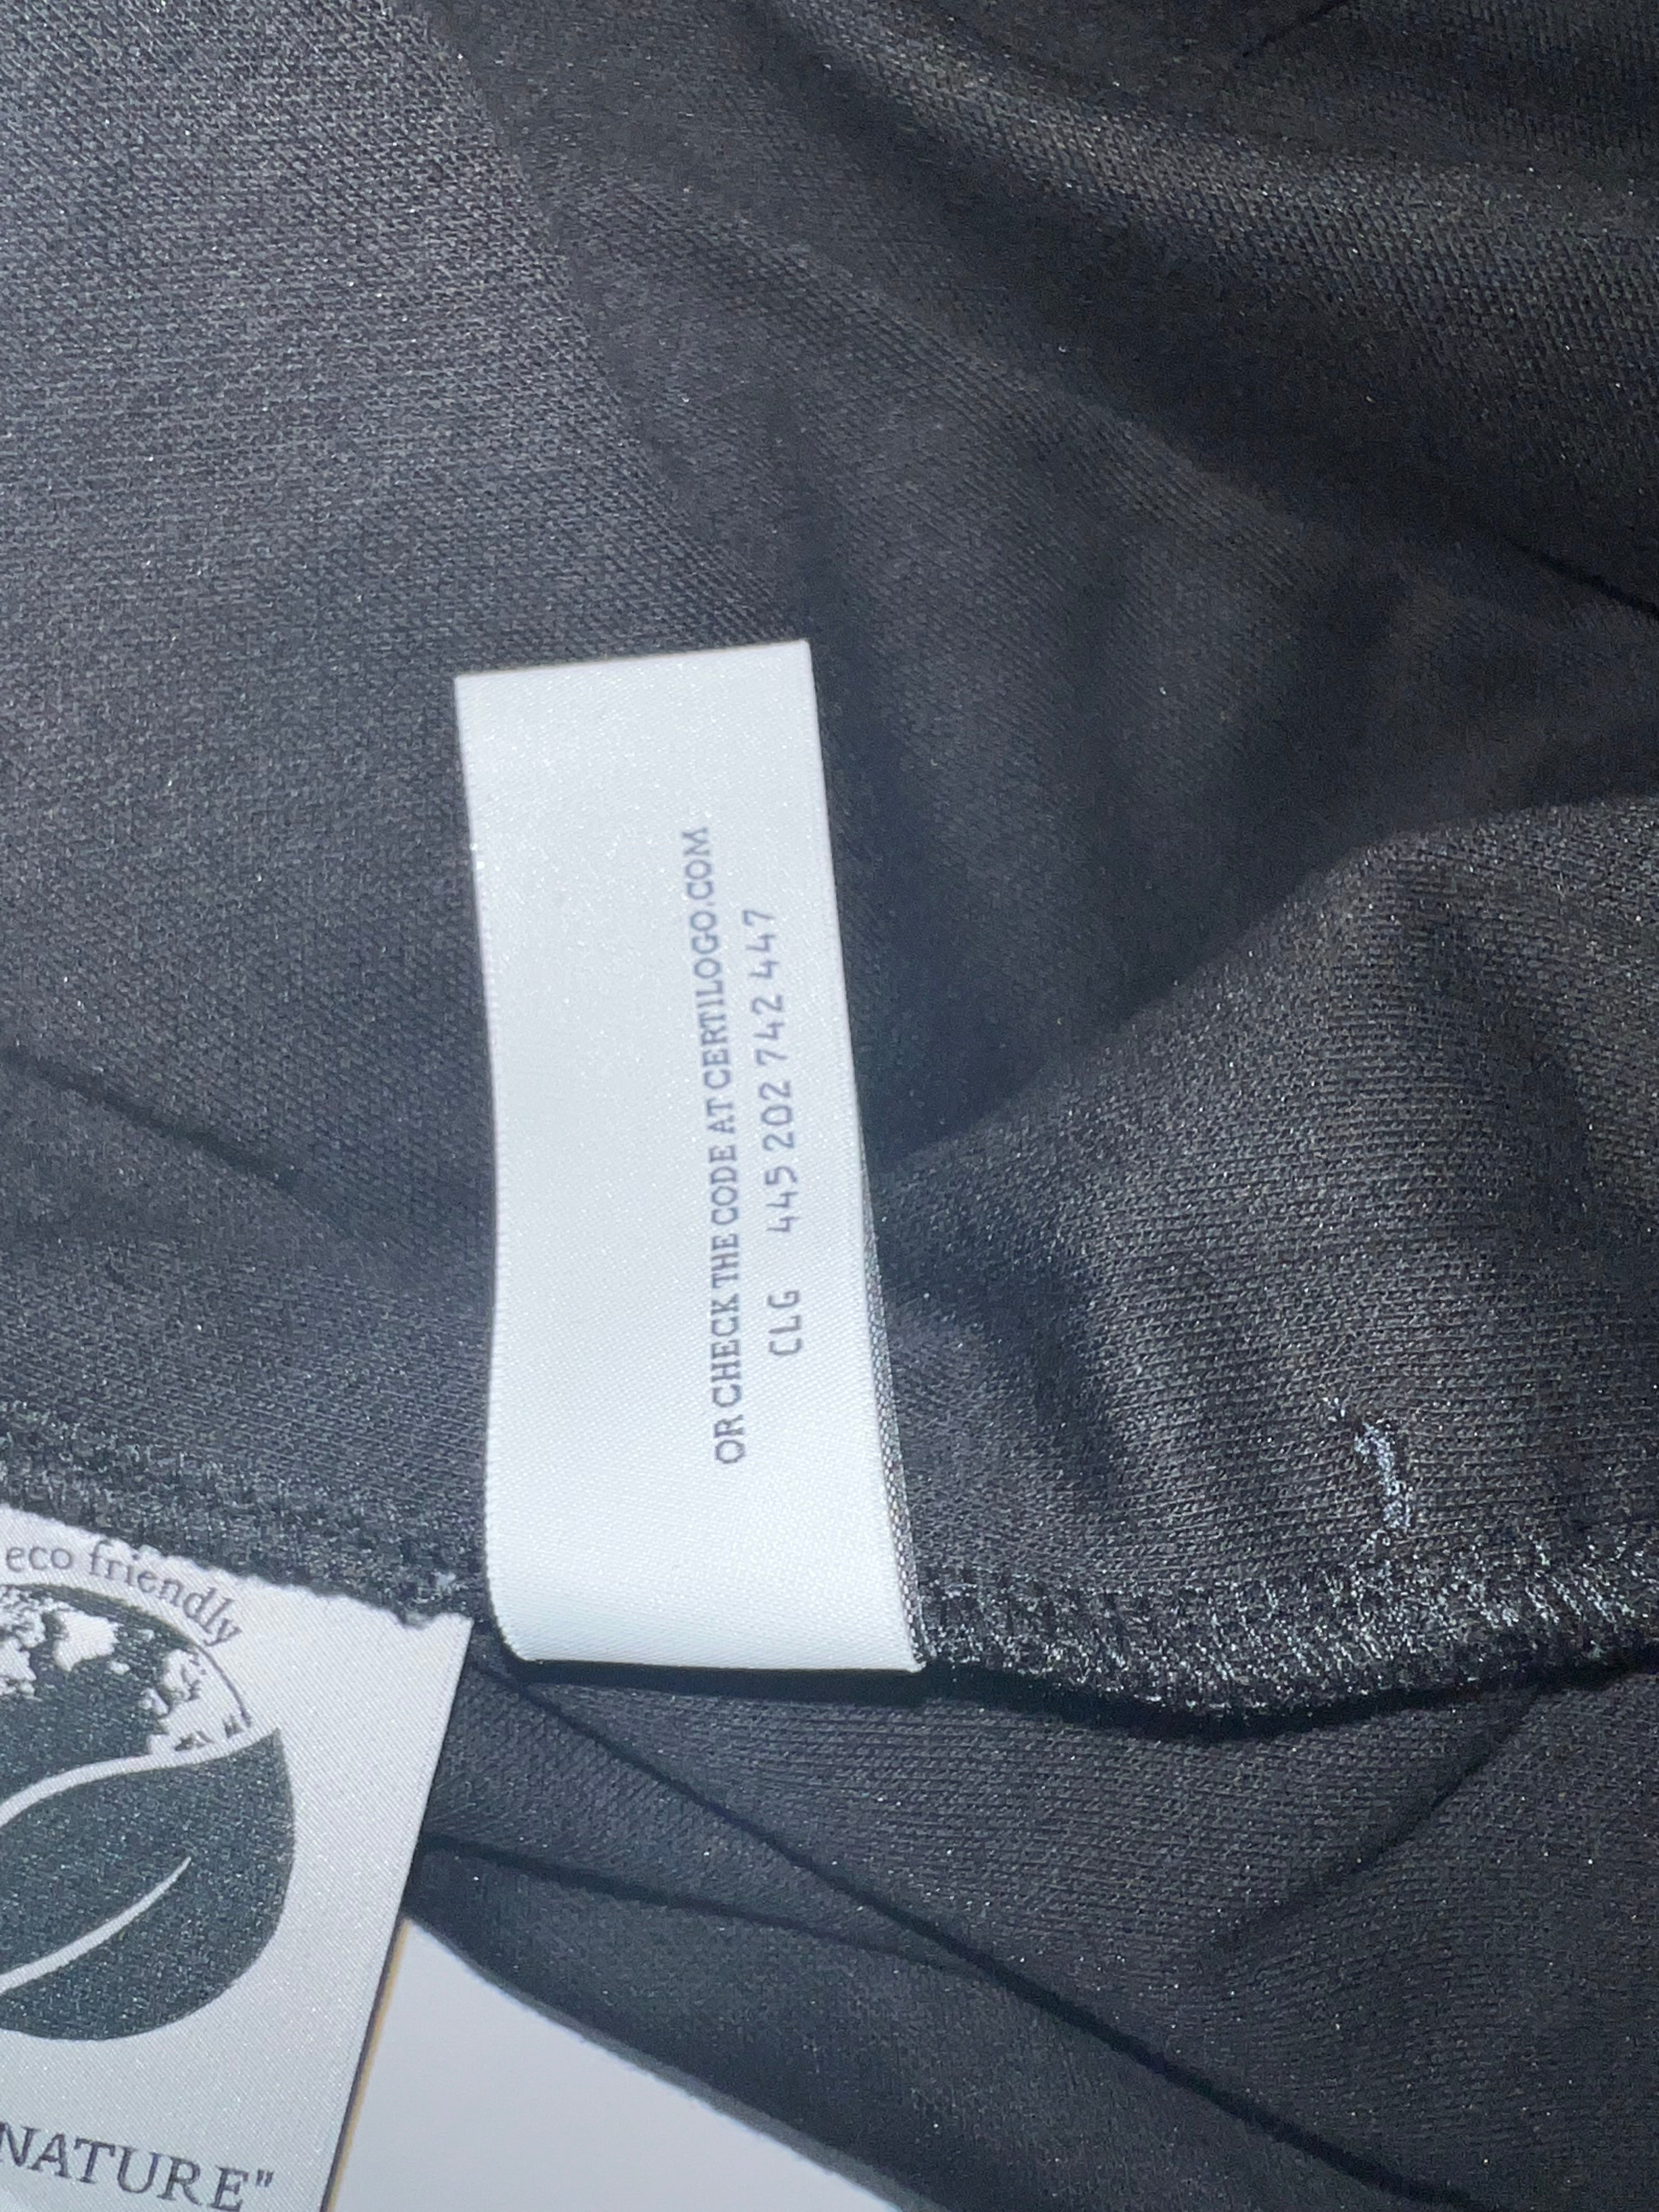 OR CHECK THE CODE AT CERTILOGO.COM
CLG 445 202 742 447
eco friendly
NATURE"